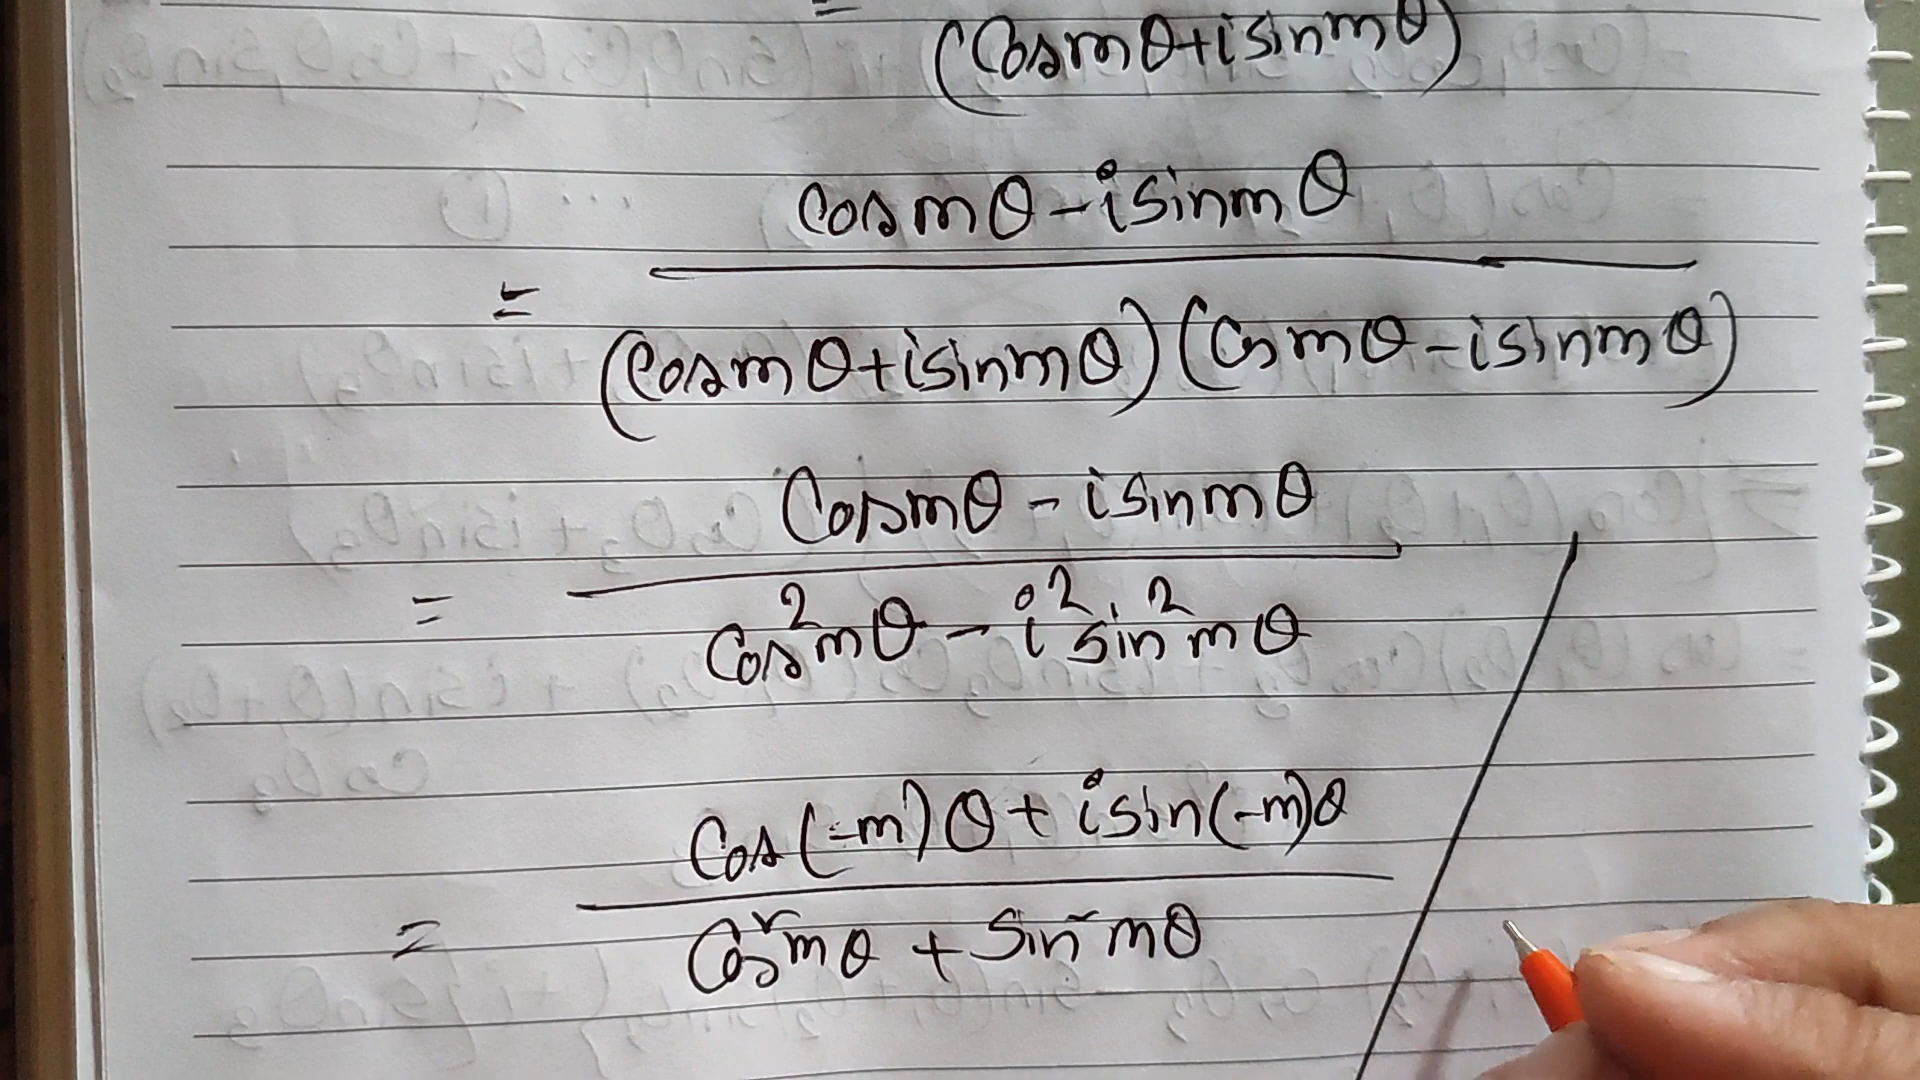 =
(Cosmθ+isinmθ)
cosmθ-isinmθ
=
(Cosmθ+isinmθ)(Cosmθ-isinmθ)
Cosmθ - isinmθ
=
Cos²mθ - i²sin²mθ
Cos(-m)θ + isin(-m)θ
=
Cos²mθ + Sin²mθ